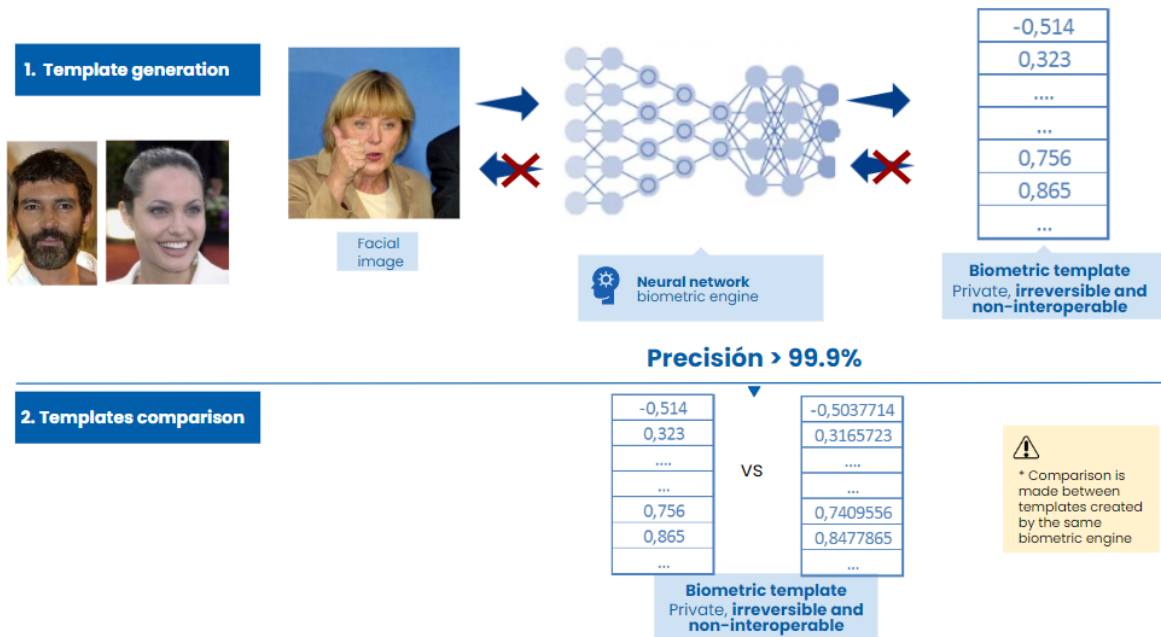 1. Template generation
Facial
image
Neural network
biometric engine
-0,514
0,323
....
...
0,756
0,865
...
Biometric template
Private, irreversible and
non-interoperable
Precisión > 99.9%
2. Templates comparison
-0,514
0,323
....
...
0,756
0,865
...
VS
-0,5037714
0,3165723
....
...
0,7409556
0,8477865
...
Biometric template
Private, irreversible and
non-interoperable
* Comparison is
made between
templates created
by the same
biometric engine